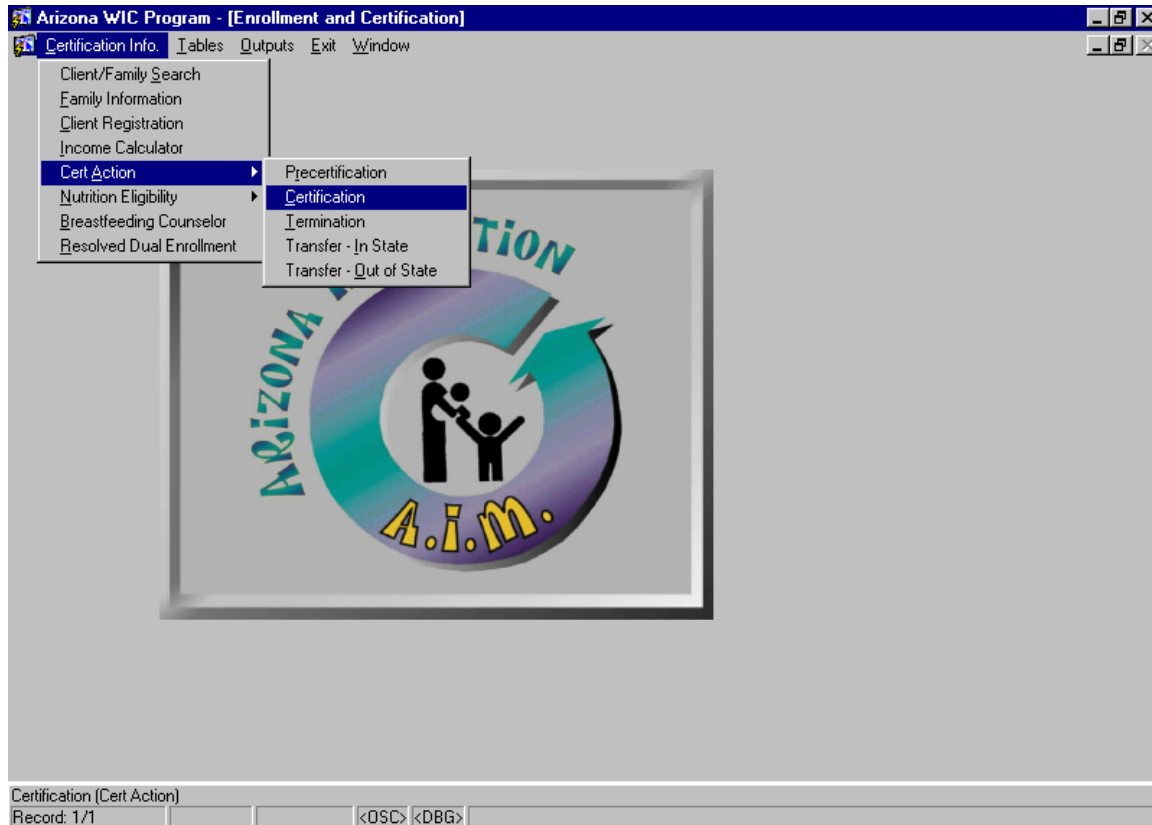 Arizona WIC Program - [Enrollment and Certification]
Certification Info. Tables Outputs Exit Window
Client/Family Search
Family Information
Client Registration
Income Calculator
Cert Action
Nutrition Eligibility
Breastfeeding Counselor
Resolved Dual Enrollment
Precertification
Certification
Termination
Transfer - In State
Transfer - Out of State
ARiZONA
TiON
A.i.M.
Certification (Cert Action)
Record: 1/1 <OSC> <DBG>